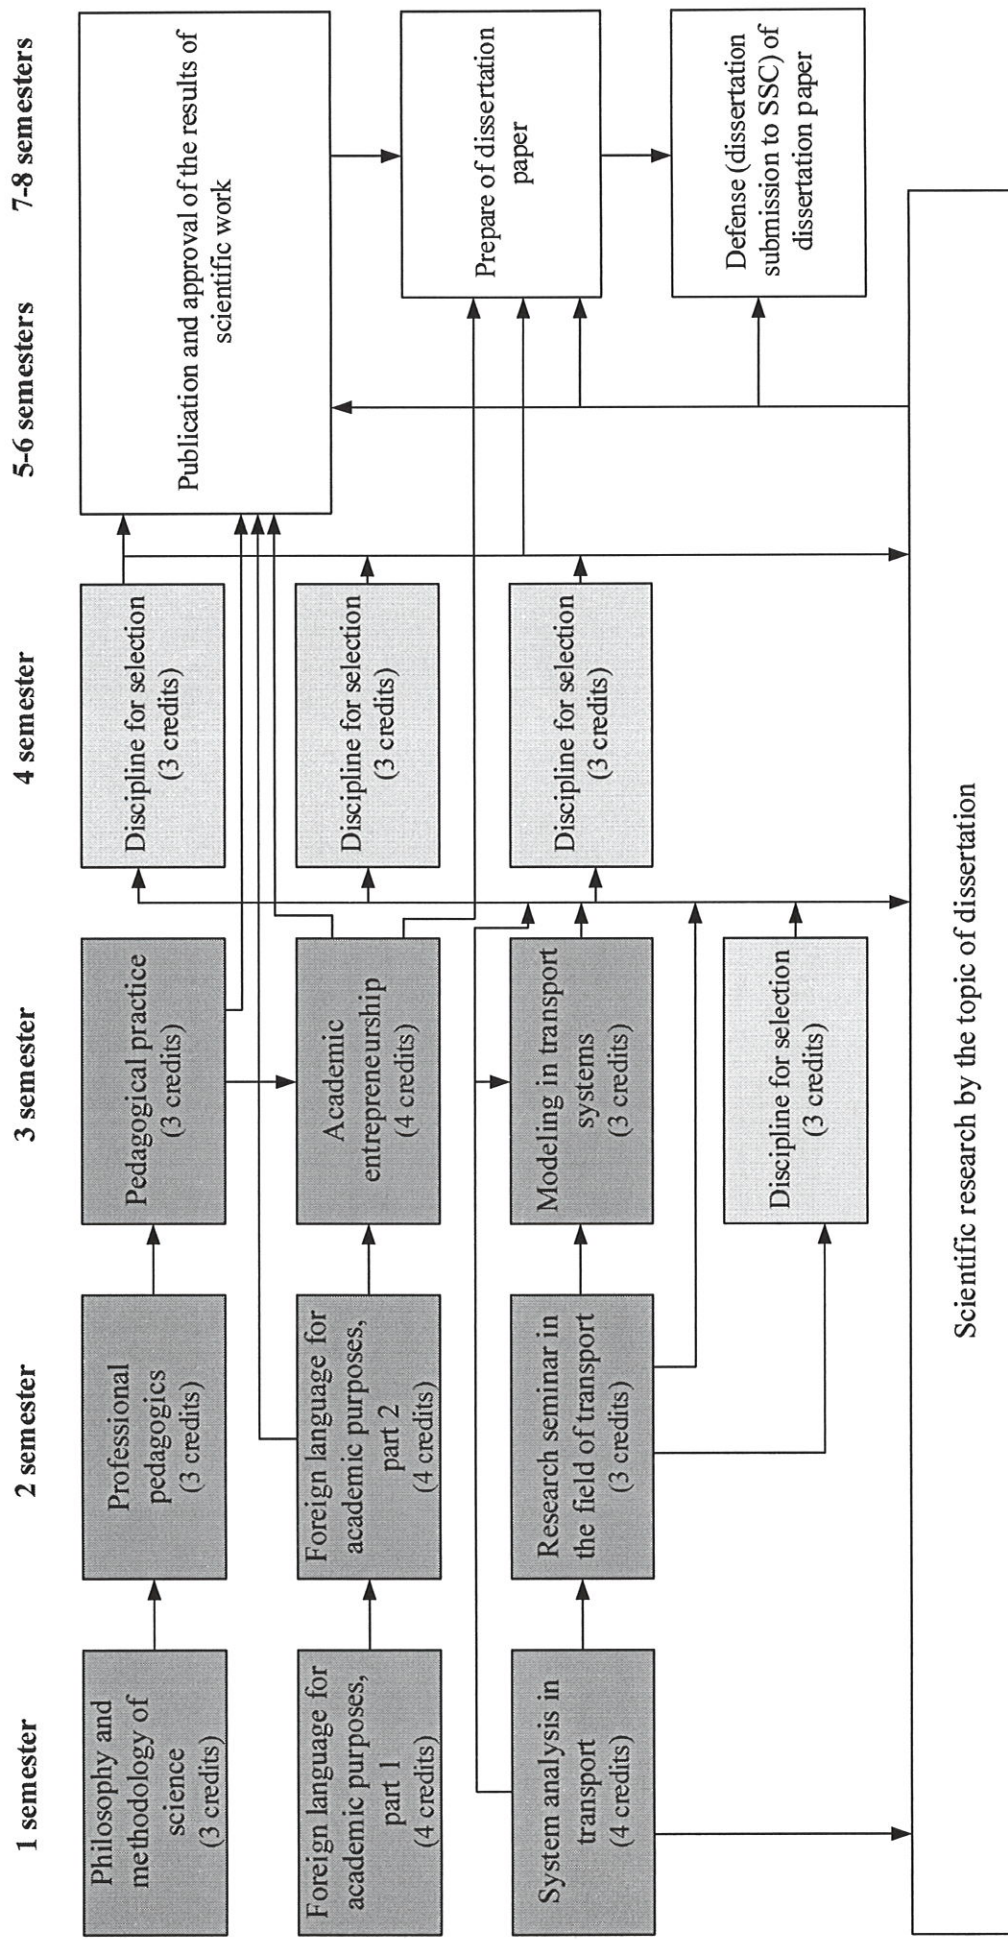 1 semester
2 semester
3 semester
4 semester
5-6 semesters
7-8 semesters
Philosophy and
methodology of
science
(3 credits)
Professional
pedagogics
(3 credits)
Pedagogical practice
(3 credits)
Discipline for selection
(3 credits)
Publication and approval of the results of
scientific work
Foreign language for
academic purposes,
part 1
(4 credits)
Foreign language for
academic purposes,
part 2
(4 credits)
Academic
entrepreneurship
(4 credits)
Discipline for selection
(3 credits)
Prepare of dissertation
paper
System analysis in
transport
(4 credits)
Research seminar in
the field of transport
(3 credits)
Modeling in transport
systems
(3 credits)
Discipline for selection
(3 credits)
Defense (dissertation
submission to SSC) of
dissertation paper
Discipline for selection
(3 credits)
Scientific research by the topic of dissertation